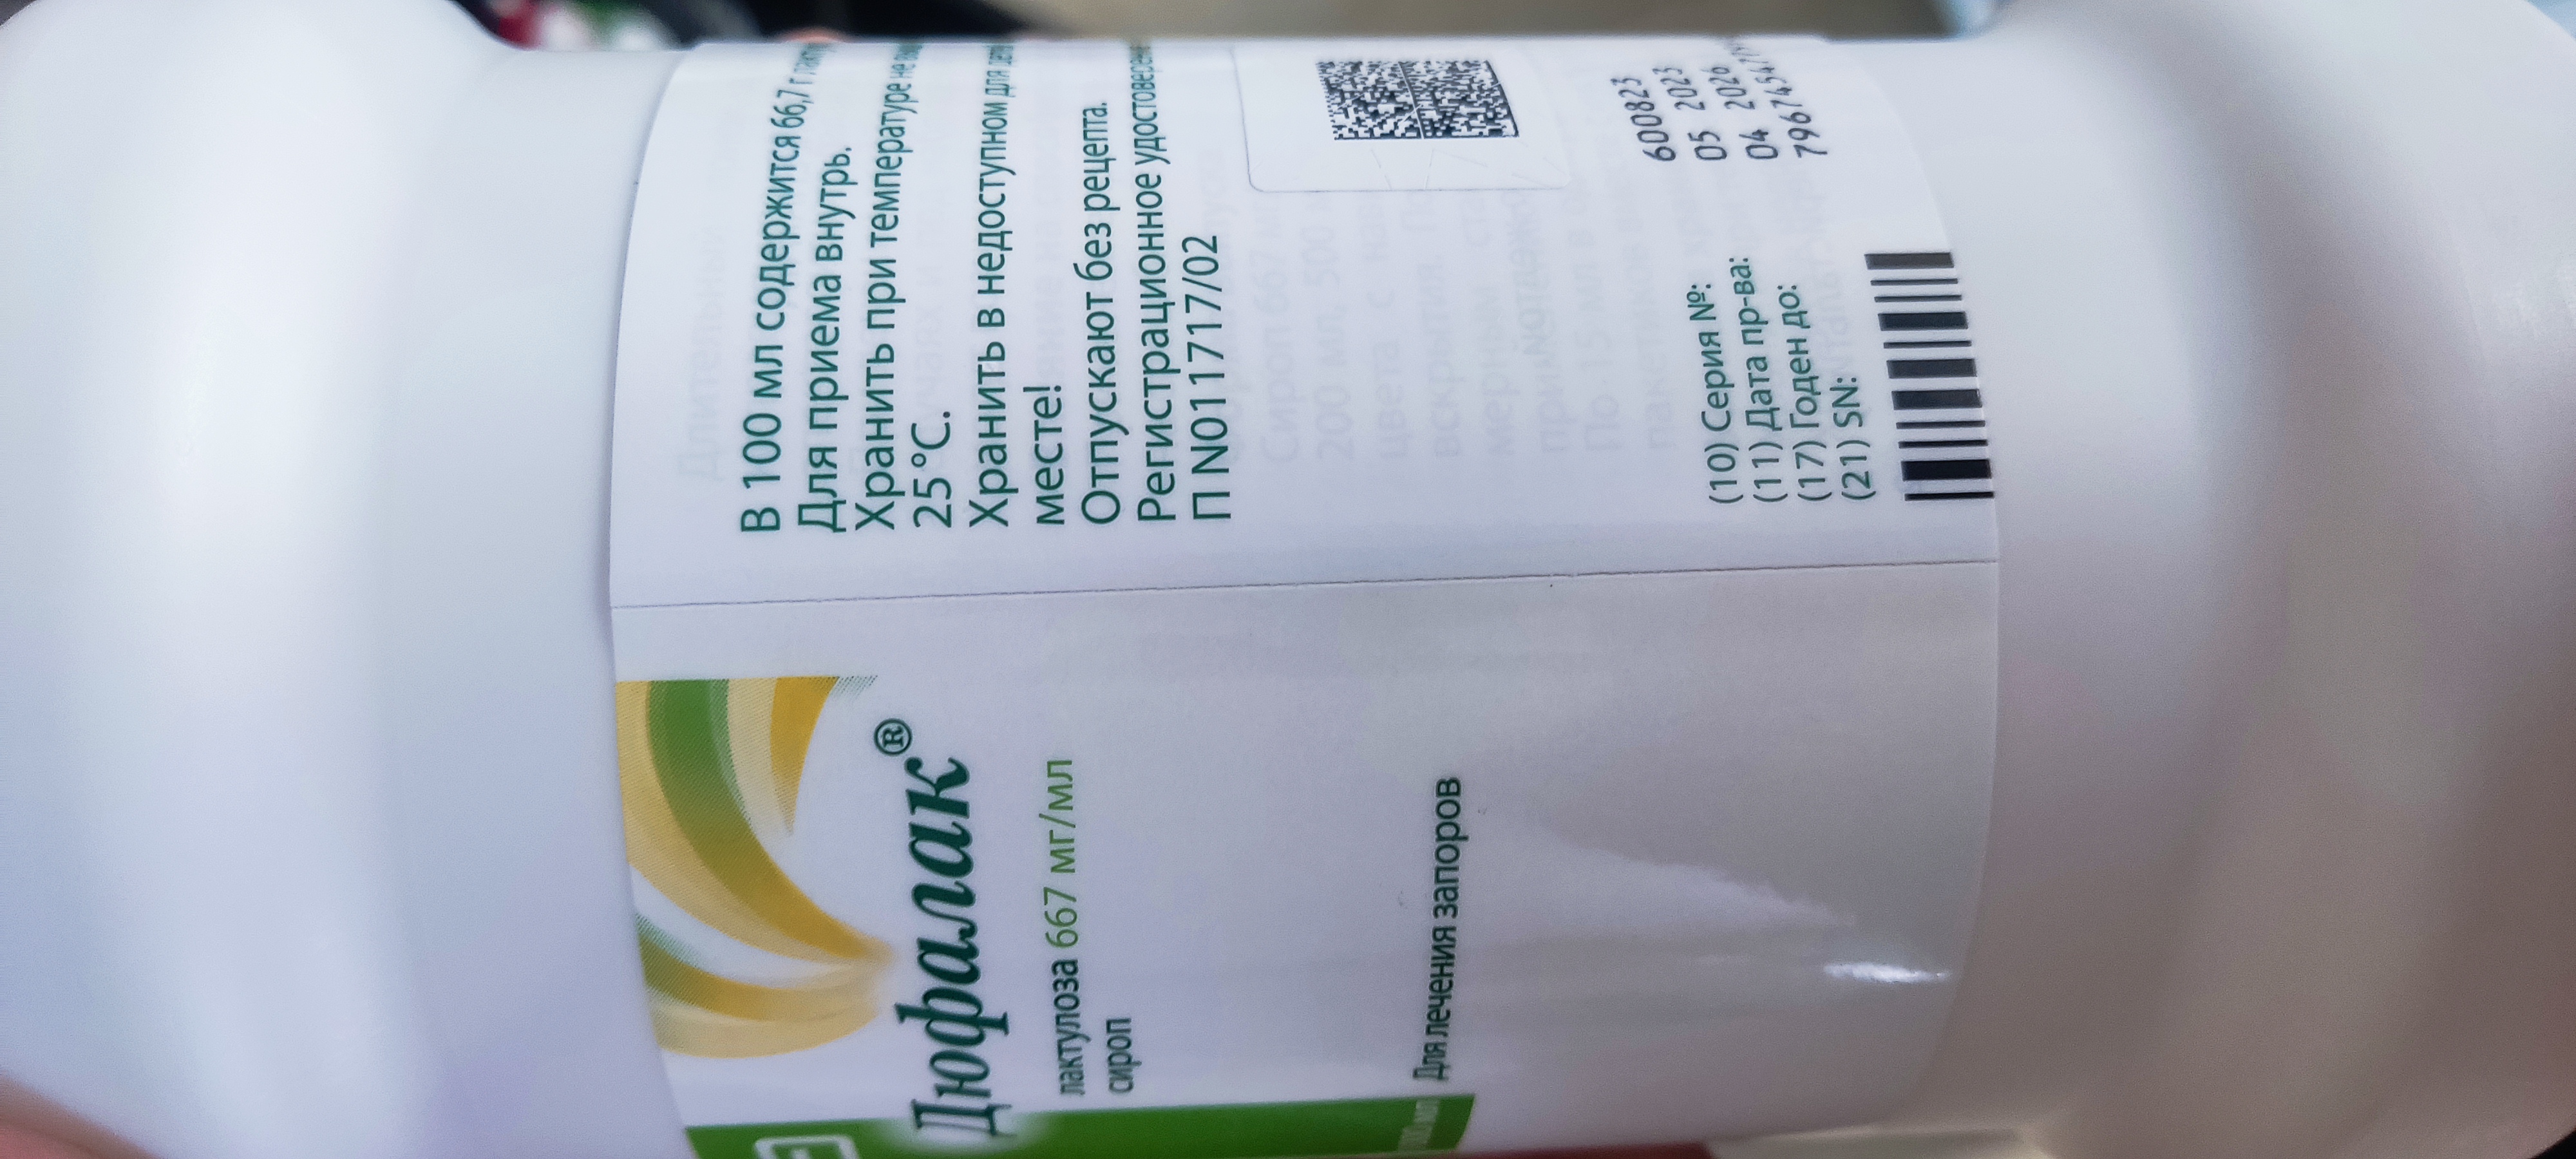 Дюфалак®
лактулоза 667 мг/мл
сироп
Для лечения запоров
В 100 мл содержится 66,7 г
Для приема внутрь.
Хранить при температуре не
25°C.
Хранить в недоступном для
месте!
Отпускают без рецепта.
Регистрационное
П N011717/02
(10) Серия №: 600823
(11) Дата пр-ва: 05 2023
(17) Годен до: 04 2026
(21) SN: